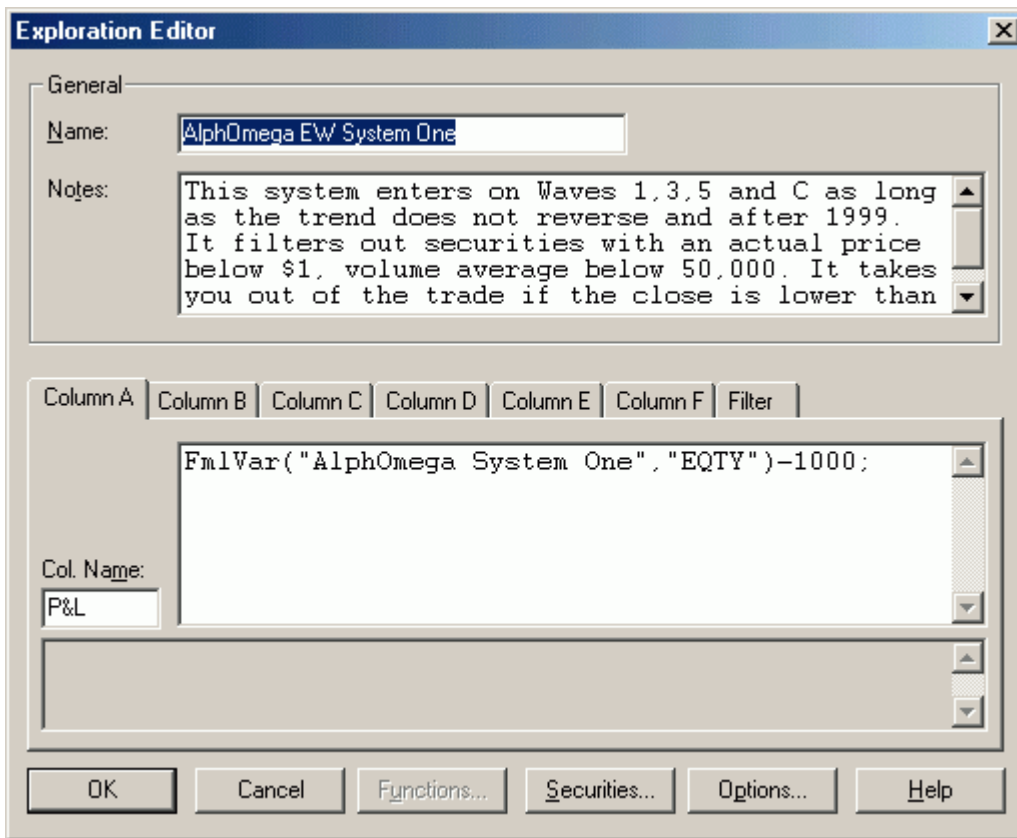 Exploration Editor
General
Name:
AlphOmega EW System One
Notes:
This system enters on Waves 1,3,5 and C as long
as the trend does not reverse and after 1999.
It filters out securities with an actual price
below $1, volume average below 50,000. It takes
you out of the trade if the close is lower than
Column A Column B Column C Column D Column E Column F Filter
FmlVar("AlphOmega System One","EQTY")-1000;
Col. Name:
P&L
OK Cancel Functions... Securities... Options... Help